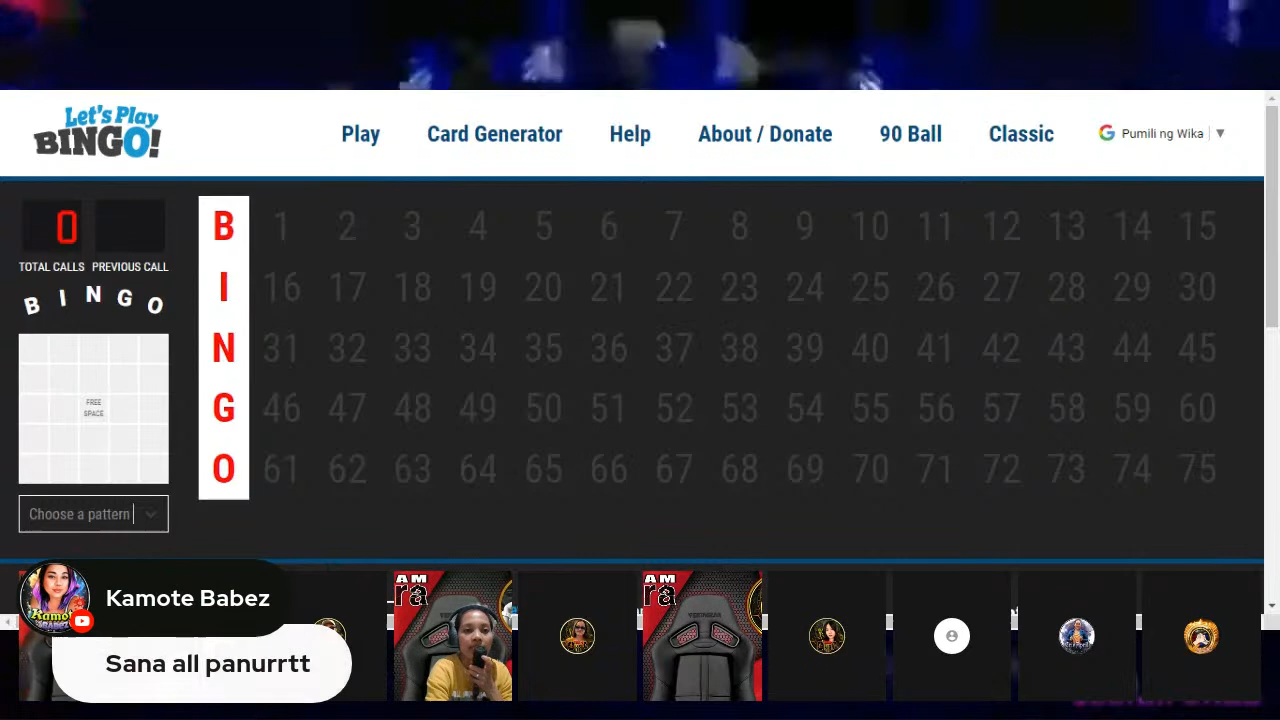 Let's Play
BINGO!
Play
Card Generator
Help
About / Donate
90 Ball
Classic
Pumili ng Wika
0
TOTAL CALLS
PREVIOUS CALL
B I N G O
FREE
SPACE
Choose a pattern
B 1 2 3 4 5 6 7 8 9 10 11 12 13 14 15
I 16 17 18 19 20 21 22 23 24 25 26 27 28 29 30
N 31 32 33 34 35 36 37 38 39 40 41 42 43 44 45
G 46 47 48 49 50 51 52 53 54 55 56 57 58 59 60
O 61 62 63 64 65 66 67 68 69 70 71 72 73 74 75
Kamote Babez
Sana all panurrtt
AM
ra
AM
ra